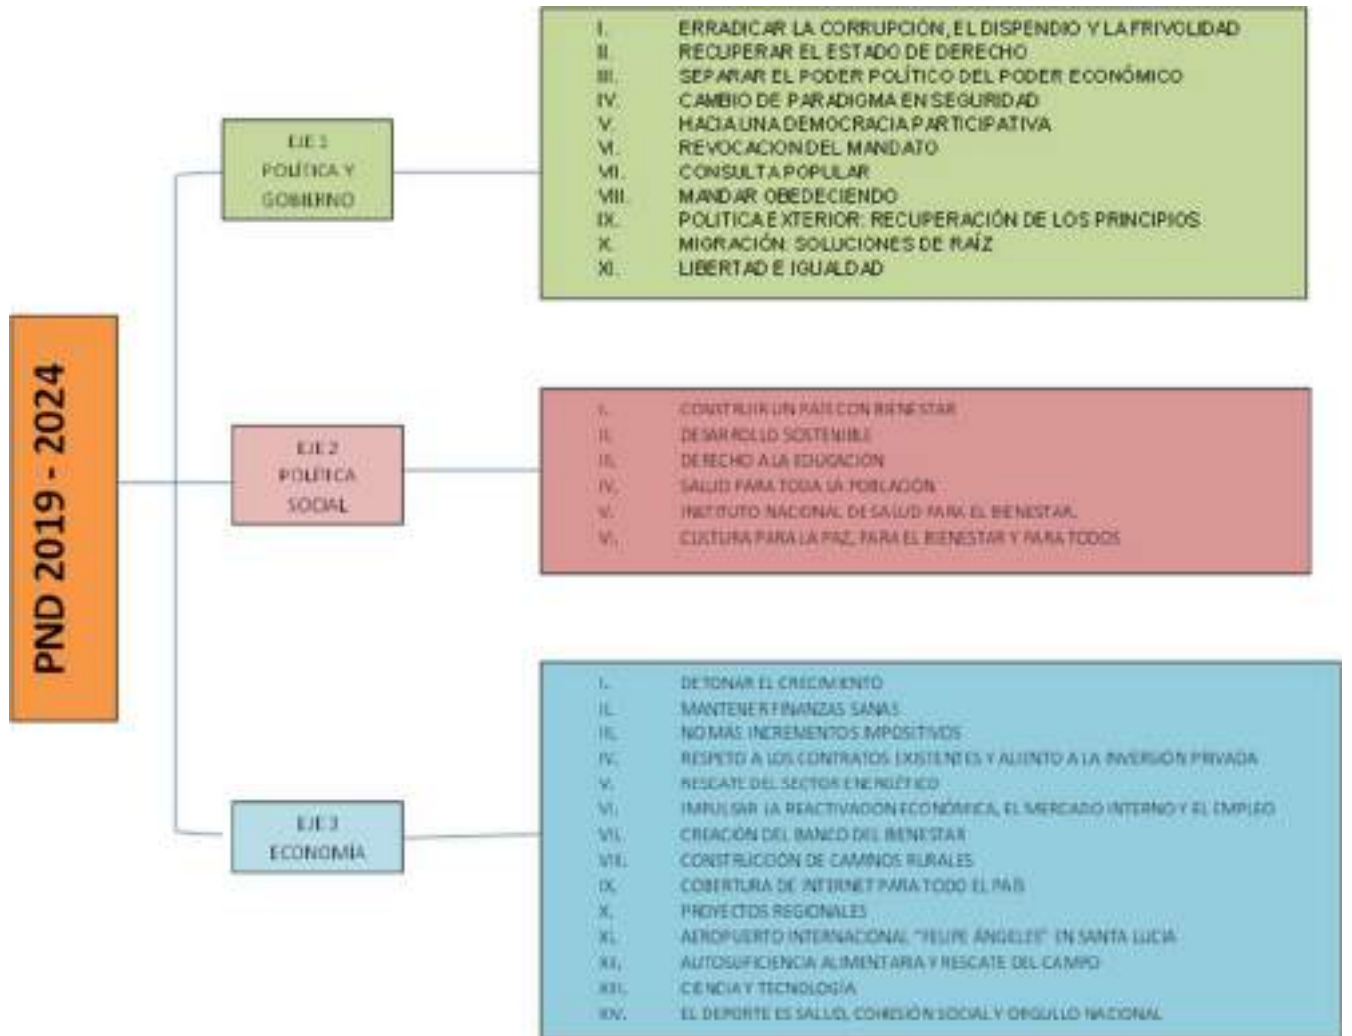 PND 2019 - 2024
EJE 1
POLÍTICA Y
GOBIERNO
I. ERRADICAR LA CORRUPCIÓN, EL DISPENDIO Y LA FRIVOLIDAD
II. RECUPERAR EL ESTADO DE DERECHO
III. SEPARAR EL PODER POLÍTICO DEL PODER ECONÓMICO
IV. CAMBIO DE PARADIGMA EN SEGURIDAD
V. HACIA UNA DEMOCRACIA PARTICIPATIVA
VI. REVOCACION DEL MANDATO
VII. CONSULTA POPULAR
VIII. MANDAR OBEDECIENDO
IX. POLITICA EXTERIOR: RECUPERACIÓN DE LOS PRINCIPIOS
X. MIGRACIÓN: SOLUCIONES DE RAÍZ
XI. LIBERTAD E IGUALDAD
EJE 2
POLÍTICA
SOCIAL
I. CONSTRUIR UN PAÍS CON BIENESTAR
II. DESARROLLO SOSTENIBLE
III. DERECHO A LA EDUCACIÓN
IV. SALUD PARA TODA LA POBLACIÓN
V. INSTITUTO NACIONAL DE SALUD PARA EL BIENESTAR.
VI. CULTURA PARA LA PAZ, PARA EL BIENESTAR Y PARA TODOS
EJE 3
ECONOMÍA
I. DETONAR EL CRECIMIENTO
II. MANTENER FINANZAS SANAS
III. NO MÁS INCREMENTOS IMPOSITIVOS
IV. RESPETO A LOS CONTRATOS EXISTENTES Y ALIENTO A LA INVERSIÓN PRIVADA
V. RESCATE DEL SECTOR ENERGÉTICO
VI. IMPULSAR LA REACTIVACIÓN ECONÓMICA, EL MERCADO INTERNO Y EL EMPLEO
VII. CREACIÓN DEL BANCO DEL BIENESTAR
VIII. CONSTRUCCIÓN DE CAMINOS RURALES
IX. COBERTURA DE INTERNET PARA TODO EL PAÍS
X. PROYECTOS REGIONALES
XI. AEROPUERTO INTERNACIONAL "FELIPE ÁNGELES" EN SANTA LUCIA
XII. AUTOSUFICIENCIA ALIMENTARIA Y RESCATE DEL CAMPO
XIII. CIENCIA Y TECNOLOGÍA
XIV. EL DEPORTE ES SALUD, COHESIÓN SOCIAL Y ORGULLO NACIONAL